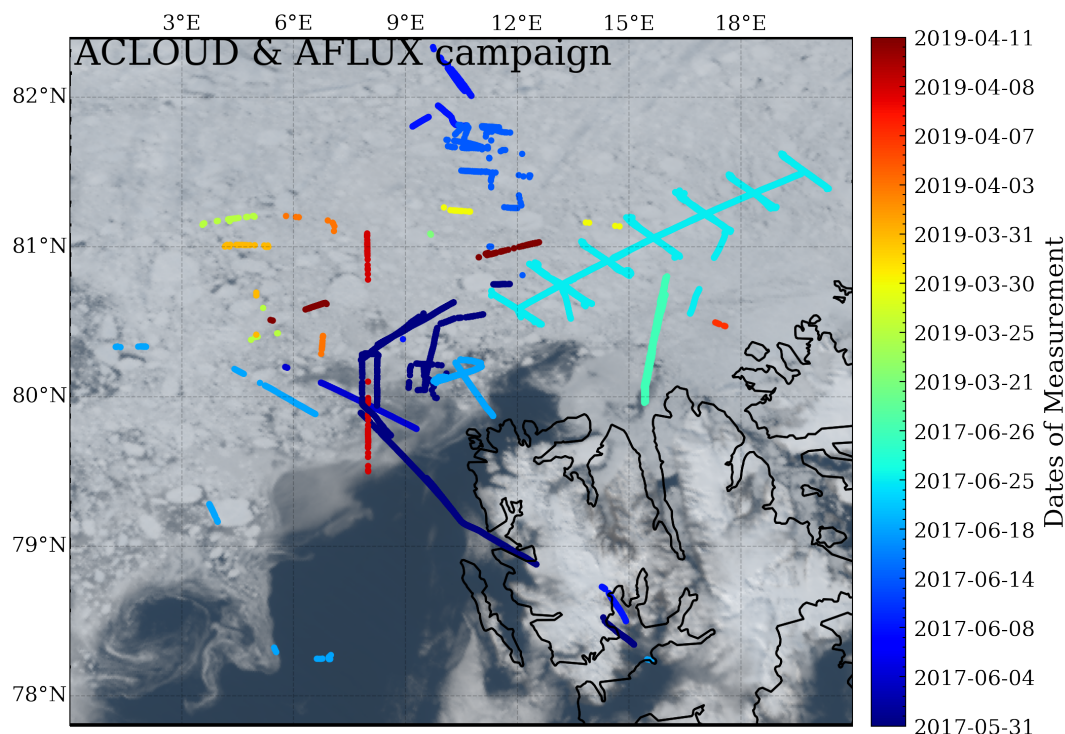 3°E 6°E 9°E 12°E 15°E 18°E
ACLOUD & AFLUX campaign
82°N
81°N
80°N
79°N
78°N
2019-04-11
2019-04-08
2019-04-07
2019-04-03
2019-03-31
2019-03-30
2019-03-25
2019-03-21
2017-06-26
2017-06-25
2017-06-18
2017-06-14
2017-06-08
2017-06-04
2017-05-31
Dates of Measurement